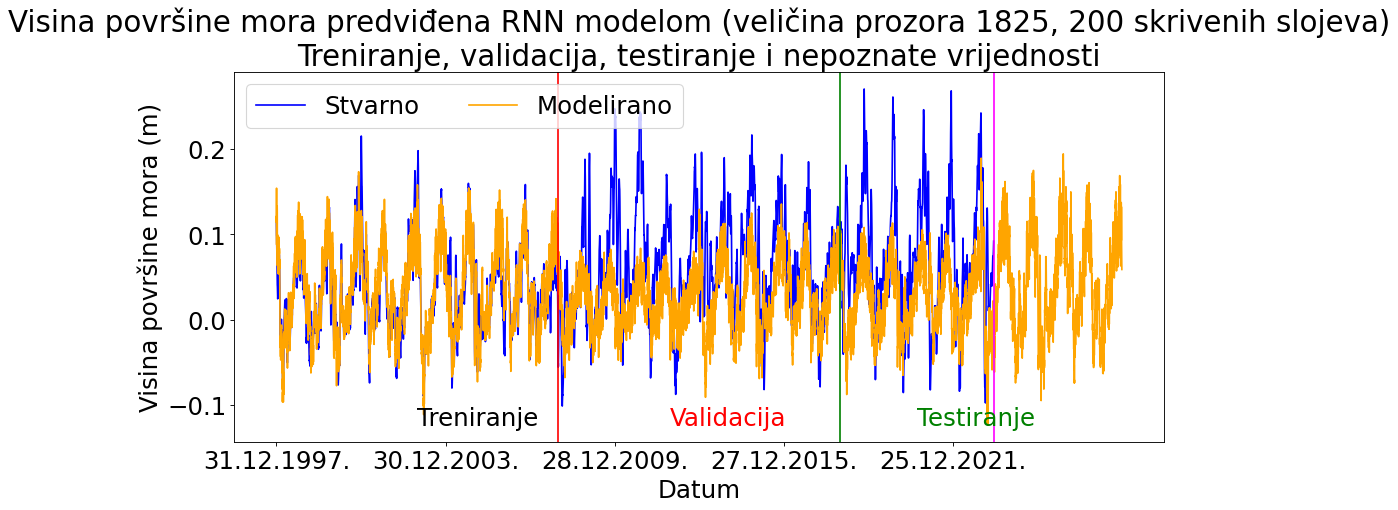 Visina površine mora predviđena RNN modelom (veličina prozora 1825, 200 skrivenih slojeva)
Treniranje, validacija, testiranje i nepoznate vrijednosti
Stvarno Modelirano
Visina površine mora (m)
0.2
0.1
0.0
−0.1
Treniranje Validacija Testiranje
31.12.1997. 30.12.2003. 28.12.2009. 27.12.2015. 25.12.2021.
Datum